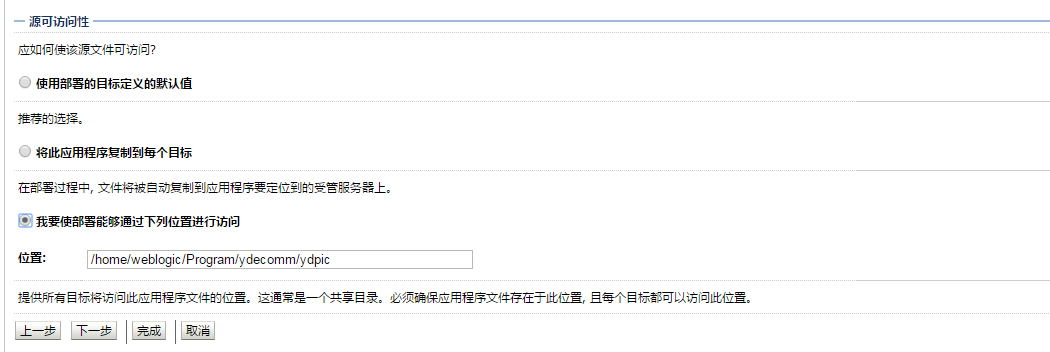 源可访问性
应如何使该源文件可访问?
使用部署的目标定义的默认值
推荐的选择。
将此应用程序复制到每个目标
在部署过程中, 文件将被自动复制到应用程序要定位到的受管服务器上。
我要使部署能够通过下列位置进行访问
位置: /home/weblogic/Program/ydecomm/ydpic
提供所有目标将访问此应用程序文件的位置。这通常是一个共享目录。必须确保应用程序文件存在于此位置, 且每个目标都可以访问此位置。
上一步 下一步 完成 取消